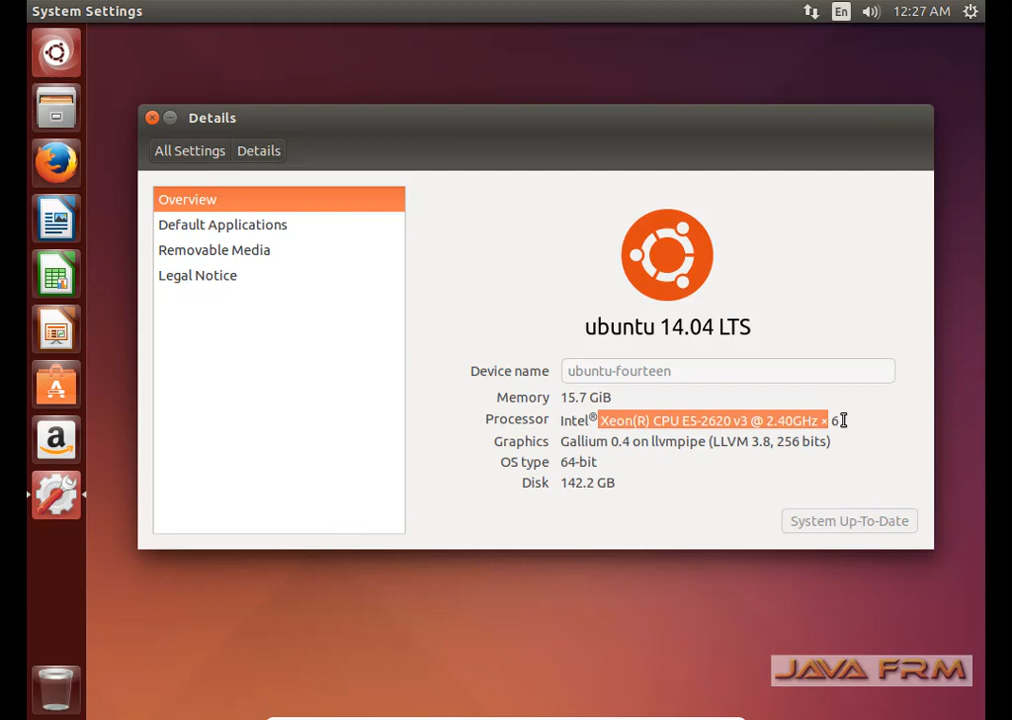 System Settings
En
12:27 AM
Details
All Settings
Details
Overview
Default Applications
Removable Media
Legal Notice
ubuntu 14.04 LTS
Device name ubuntu-fourteen
Memory 15.7 GiB
Processor Intel® Xeon(R) CPU E5-2620 v3 @ 2.40GHz × 6
Graphics Gallium 0.4 on llvmpipe (LLVM 3.8, 256 bits)
OS type 64-bit
Disk 142.2 GB
System Up-To-Date
a
JAVA FRM